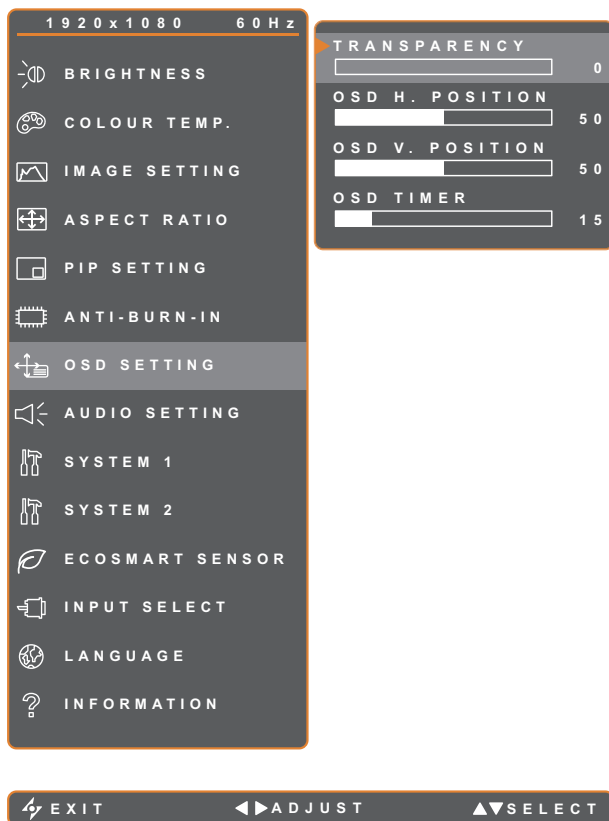 1920x1080 60Hz
BRIGHTNESS
COLOUR TEMP.
IMAGE SETTING
ASPECT RATIO
PIP SETTING
ANTI-BURN-IN
OSD SETTING
AUDIO SETTING
SYSTEM 1
SYSTEM 2
ECOSMART SENSOR
INPUT SELECT
LANGUAGE
INFORMATION
TRANSPARENCY
0
OSD H. POSITION
50
OSD V. POSITION
50
OSD TIMER
15
EXIT ADJUST SELECT